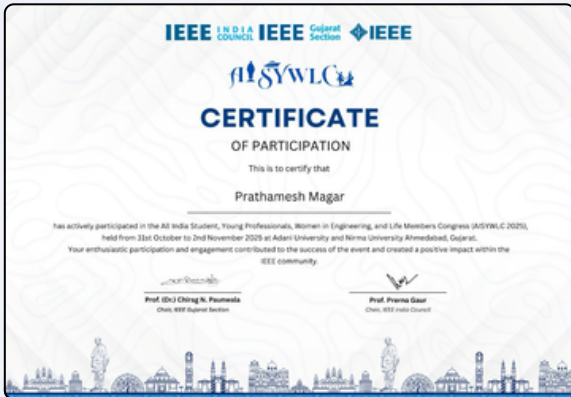 IEEE INDIA COUNCIL IEEE Gujarat Section IEEE
AISYWLC
CERTIFICATE
OF PARTICIPATION
This is to certify that
Prathamesh Magar
has actively participated in the All India Student, Young Professionals, Women in Engineering, and Life Members Congress (AISYWLC 2025),
held from 31st October to 2nd November 2025 at Adani University and Nirma University Ahmedabad, Gujarat.
Your enthusiastic participation and engagement contributed to the success of the event and created a positive impact within the
IEEE community.
Prof. (Dr.) Chirag N. Paunwala
Chair, IEEE Gujarat Section
Prof. Prerna Gaur
Chair, IEEE India Council